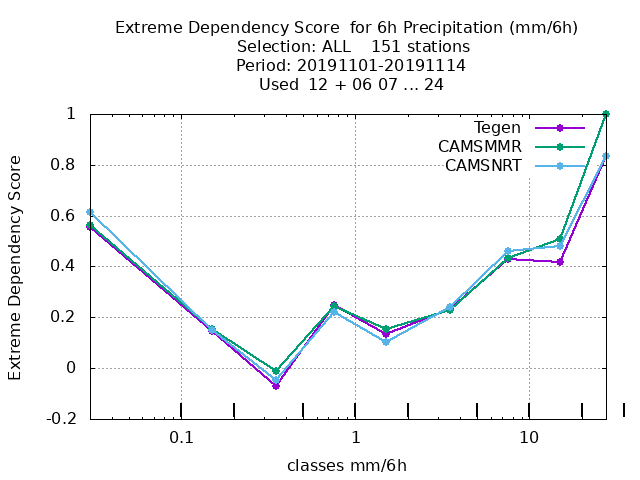 Extreme Dependency Score  for 6h Precipitation (mm/6h)
Selection: ALL    151 stations
Period: 20191101-20191114
Used  12 + 06 07 ... 24
Tegen
CAMSMMR
CAMSNRT
Extreme Dependency Score
1
0.8
0.6
0.4
0.2
0
-0.2
0.1
1
10
classes mm/6h